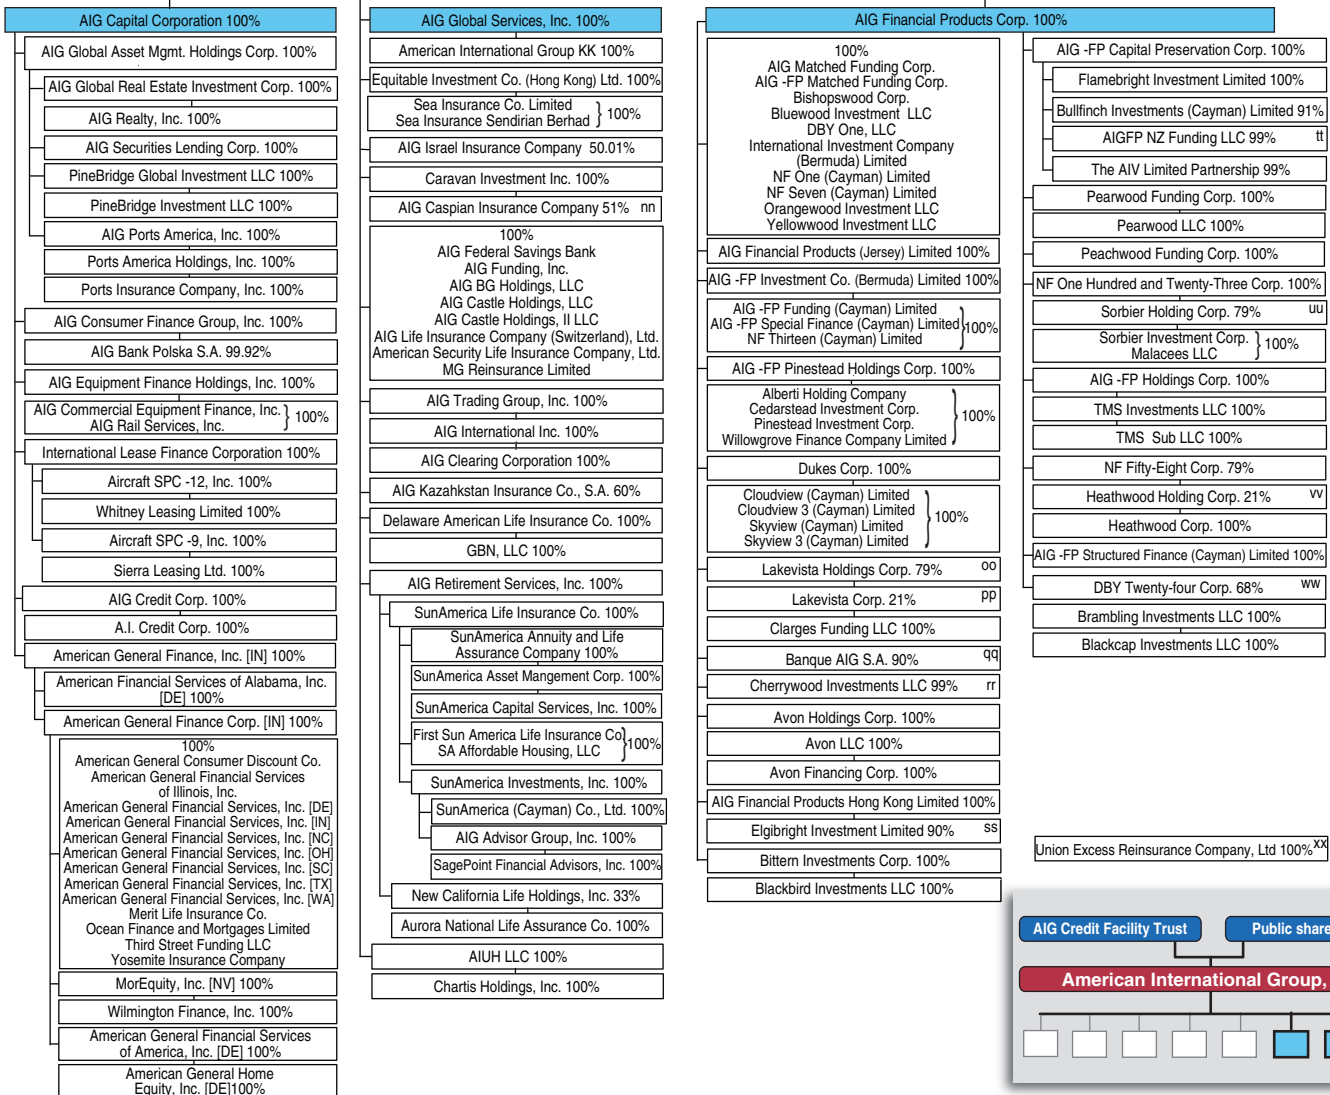 AIG Capital Corporation 100%
AIG Global Asset Mgmt. Holdings Corp. 100%
AIG Global Real Estate Investment Corp. 100%
AIG Realty, Inc. 100%
AIG Securities Lending Corp. 100%
PineBridge Global Investment LLC 100%
PineBridge Investment LLC 100%
AIG Ports America, Inc. 100%
Ports America Holdings, Inc. 100%
Ports Insurance Company, Inc. 100%
AIG Consumer Finance Group, Inc. 100%
AIG Bank Polska S.A. 99.92%
AIG Equipment Finance Holdings, Inc. 100%
AIG Commercial Equipment Finance, Inc.
AIG Rail Services, Inc.
} 100%
International Lease Finance Corporation 100%
Aircraft SPC -12, Inc. 100%
Whitney Leasing Limited 100%
Aircraft SPC -9, Inc. 100%
Sierra Leasing Ltd. 100%
AIG Credit Corp. 100%
A.I. Credit Corp. 100%
American General Finance, Inc. [IN] 100%
American Financial Services of Alabama, Inc.
[DE] 100%
American General Finance Corp. [IN] 100%
100%
American General Consumer Discount Co.
American General Financial Services
of Illinois, Inc.
American General Financial Services, Inc. [DE]
American General Financial Services, Inc. [IN]
American General Financial Services, Inc. [NC]
American General Financial Services, Inc. [OH]
American General Financial Services, Inc. [SC]
American General Financial Services, Inc. [TX]
American General Financial Services, Inc. [WA]
Merit Life Insurance Co.
Ocean Finance and Mortgages Limited
Third Street Funding LLC
Yosemite Insurance Company
MorEquity, Inc. [NV] 100%
Wilmington Finance, Inc. 100%
American General Financial Services
of America, Inc. [DE] 100%
American General Home
Equity, Inc. [DE]100%
AIG Global Services, Inc. 100%
American International Group KK 100%
Equitable Investment Co. (Hong Kong) Ltd. 100%
Sea Insurance Co. Limited
Sea Insurance Sendirian Berhad
} 100%
AIG Israel Insurance Company 50.01%
Caravan Investment Inc. 100%
AIG Caspian Insurance Company 51% nn
100%
AIG Federal Savings Bank
AIG Funding, Inc.
AIG BG Holdings, LLC
AIG Castle Holdings, LLC
AIG Castle Holdings, II LLC
AIG Life Insurance Company (Switzerland), Ltd.
American Security Life Insurance Company, Ltd.
MG Reinsurance Limited
AIG Trading Group, Inc. 100%
AIG International Inc. 100%
AIG Clearing Corporation 100%
AIG Kazahkstan Insurance Co., S.A. 60%
Delaware American Life Insurance Co. 100%
GBN, LLC 100%
AIG Retirement Services, Inc. 100%
SunAmerica Life Insurance Co. 100%
SunAmerica Annuity and Life
Assurance Company 100%
SunAmerica Asset Mangement Corp. 100%
SunAmerica Capital Services, Inc. 100%
First Sun America Life Insurance Co
SA Affordable Housing, LLC
}100%
SunAmerica Investments, Inc. 100%
SunAmerica (Cayman) Co., Ltd. 100%
AIG Advisor Group, Inc. 100%
SagePoint Financial Advisors, Inc. 100%
New California Life Holdings, Inc. 33%
Aurora National Life Assurance Co. 100%
AIUH LLC 100%
Chartis Holdings, Inc. 100%
AIG Financial Products Corp. 100%
100%
AIG Matched Funding Corp.
AIG -FP Matched Funding Corp.
Bishopswood Corp.
Bluewood Investment LLC
DBY One, LLC
International Investment Company
(Bermuda) Limited
NF One (Cayman) Limited
NF Seven (Cayman) Limited
Orangewood Investment LLC
Yellowwood Investment LLC
AIG Financial Products (Jersey) Limited 100%
AIG -FP Investment Co. (Bermuda) Limited 100%
AIG -FP Funding (Cayman) Limited
AIG -FP Special Finance (Cayman) Limited
NF Thirteen (Cayman) Limited
}100%
AIG -FP Pinestead Holdings Corp. 100%
Alberti Holding Company
Cedarstead Investment Corp.
Pinestead Investment Corp.
Willowgrove Finance Company Limited
} 100%
Dukes Corp. 100%
Cloudview (Cayman) Limited
Cloudview 3 (Cayman) Limited
Skyview (Cayman) Limited
Skyview 3 (Cayman) Limited
} 100%
Lakevista Holdings Corp. 79% oo
Lakevista Corp. 21% pp
Clarges Funding LLC 100%
Banque AIG S.A. 90% qq
Cherrywood Investments LLC 99% rr
Avon Holdings Corp. 100%
Avon LLC 100%
Avon Financing Corp. 100%
AIG Financial Products Hong Kong Limited 100%
Elgibright Investment Limited 90% ss
Bittern Investments Corp. 100%
Blackbird Investments LLC 100%
AIG -FP Capital Preservation Corp. 100%
Flamebright Investment Limited 100%
Bullfinch Investments (Cayman) Limited 91%
AIGFP NZ Funding LLC 99% tt
The AIV Limited Partnership 99%
Pearwood Funding Corp. 100%
Pearwood LLC 100%
Peachwood Funding Corp. 100%
NF One Hundred and Twenty-Three Corp. 100%
Sorbier Holding Corp. 79% uu
Sorbier Investment Corp.
Malacees LLC
} 100%
AIG -FP Holdings Corp. 100%
TMS Investments LLC 100%
TMS Sub LLC 100%
NF Fifty-Eight Corp. 79%
Heathwood Holding Corp. 21% vv
Heathwood Corp. 100%
AIG -FP Structured Finance (Cayman) Limited 100%
DBY Twenty-four Corp. 68% ww
Brambling Investments LLC 100%
Blackcap Investments LLC 100%
Union Excess Reinsurance Company, Ltd 100% xx
AIG Credit Facility Trust
Public share
American International Group,